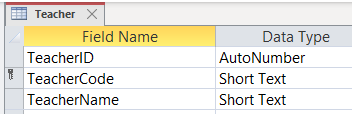 Teacher
Field Name Data Type
TeacherID AutoNumber
TeacherCode Short Text
TeacherName Short Text